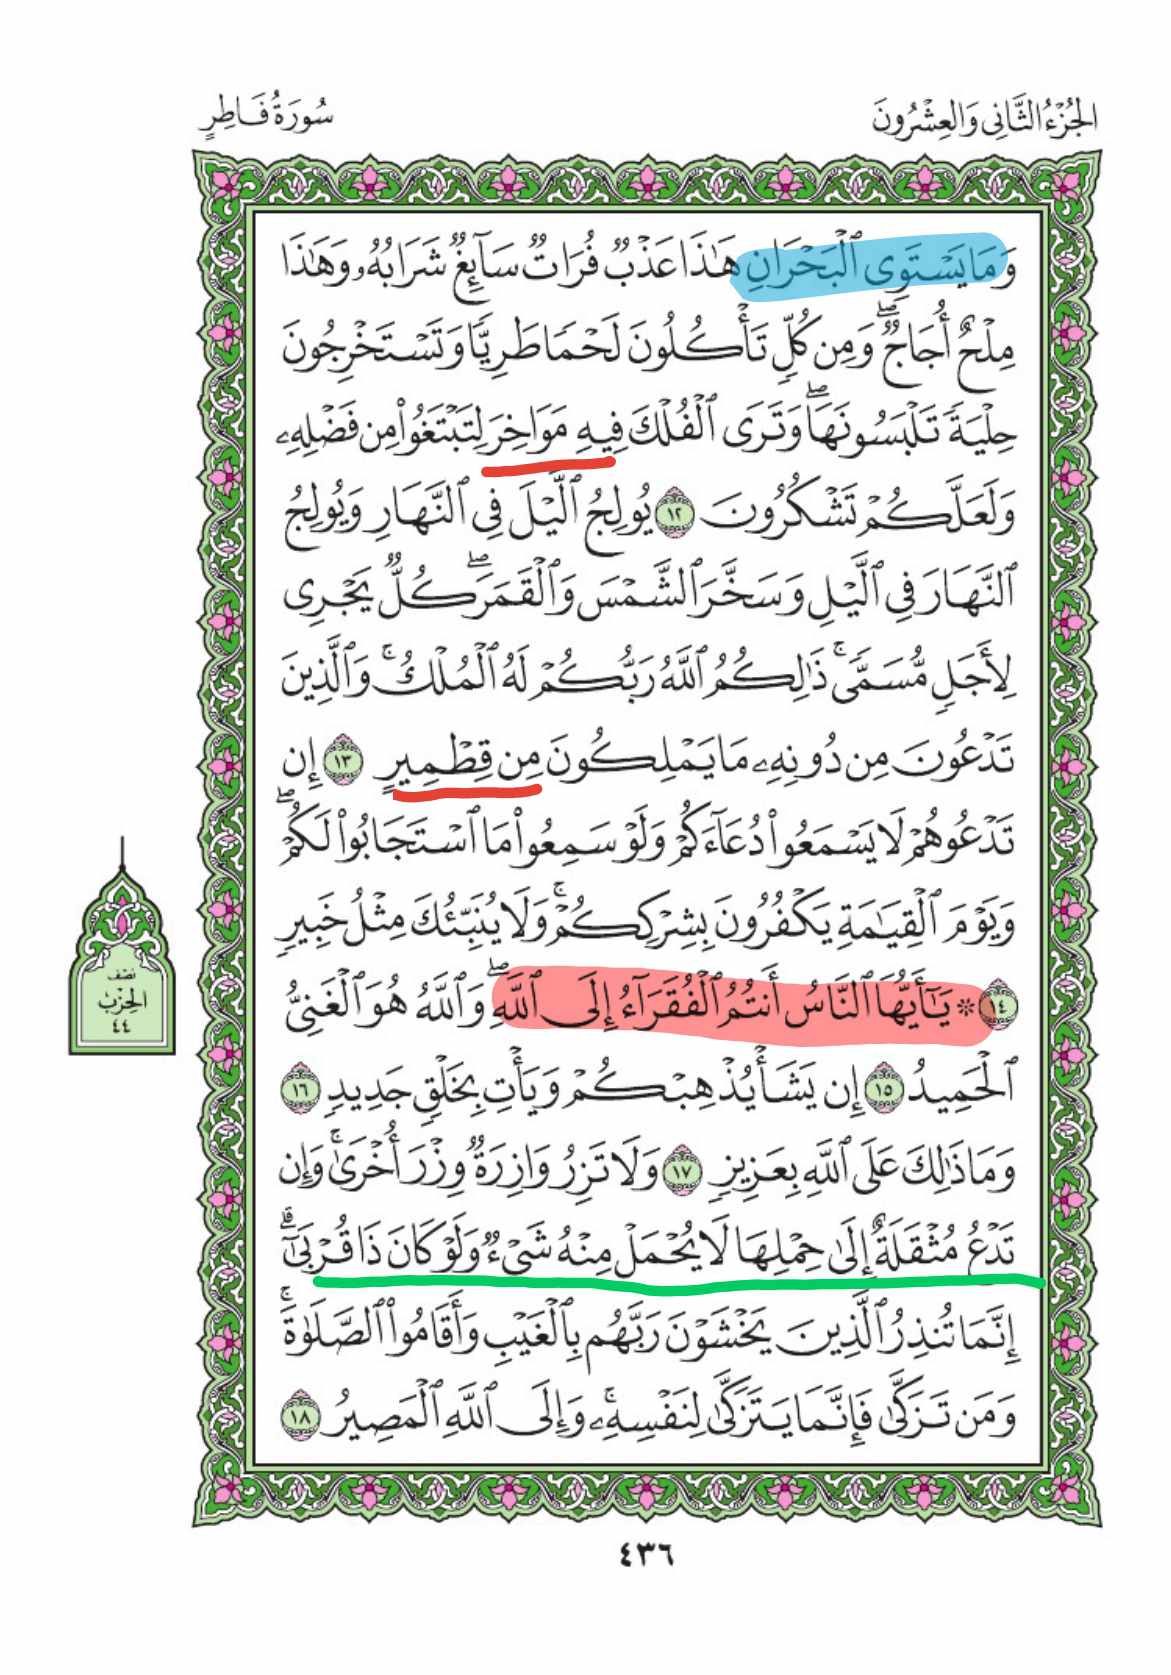 الجُزْءُ الثَّانِي وَالعِشْرُونَ
سُورَةُ فَاطِرٍ
وَمَا يَسْتَوِى ٱلْبَحْرَانِ هَٰذَا عَذْبٌ فُرَاتٌ سَآئِغٌ شَرَابُهُۥ وَهَٰذَا
مِلْحٌ أُجَاجٌ ۖ وَمِن كُلٍّ تَأْكُلُونَ لَحْمًا طَرِيًّا وَتَسْتَخْرِجُونَ
حِلْيَةً تَلْبَسُونَهَا ۖ وَتَرَى ٱلْفُلْكَ فِيهِ مَوَاخِرَ لِتَبْتَغُوا۟ مِن فَضْلِهِۦ
وَلَعَلَّكُمْ تَشْكُرُونَ ١٢ يُولِجُ ٱلَّيْلَ فِى ٱلنَّهَارِ وَيُولِجُ
ٱلنَّهَارَ فِى ٱلَّيْلِ وَسَخَّرَ ٱلشَّمْسَ وَٱلْقَمَرَ ۖ كُلٌّ يَجْرِى
لِأَجَلٍ مُّسَمًّى ۚ ذَٰلِكُمُ ٱللَّهُ رَبُّكُمْ لَهُ ٱلْمُلْكُ ۚ وَٱلَّذِينَ
تَدْعُونَ مِن دُونِهِۦ مَا يَمْلِكُونَ مِن قِطْمِيرٍ ١٣ إِن
تَدْعُوهُمْ لَا يَسْمَعُوا۟ دُعَآءَكُمْ وَلَوْ سَمِعُوا۟ مَا ٱسْتَجَابُوا۟ لَكُمْ ۖ
وَيَوْمَ ٱلْقِيَٰمَةِ يَكْفُرُونَ بِشِرْكِكُمْ ۚ وَلَا يُنَبِّئُكَ مِثْلُ خَبِيرٍ
١٤ ۞ يَٰٓأَيُّهَا ٱلنَّاسُ أَنتُمُ ٱلْفُقَرَآءُ إِلَى ٱللَّهِ ۖ وَٱللَّهُ هُوَ ٱلْغَنِىُّ
ٱلْحَمِيدُ ١٥ إِن يَشَأْ يُذْهِبْكُمْ وَيَأْتِ بِخَلْقٍ جَدِيدٍ ١٦
وَمَا ذَٰلِكَ عَلَى ٱللَّهِ بِعَزِيزٍ ١٧ وَلَا تَزِرُ وَازِرَةٌ وِزْرَ أُخْرَىٰ ۚ وَإِن
تَدْعُ مُثْقَلَةٌ إِلَىٰ حِمْلِهَا لَا يُحْمَلْ مِنْهُ شَىْءٌ وَلَوْ كَانَ ذَا قُرْبَىٰٓ ۗ
إِنَّمَا تُنذِرُ ٱلَّذِينَ يَخْشَوْنَ رَبَّهُم بِٱلْغَيْبِ وَأَقَامُوا۟ ٱلصَّلَوٰةَ ۚ
وَمَن تَزَكَّىٰ فَإِنَّمَا يَتَزَكَّىٰ لِنَفْسِهِۦ ۚ وَإِلَى ٱللَّهِ ٱلْمَصِيرُ ١٨
نصف
الحزب
٤٤
٤٣٦